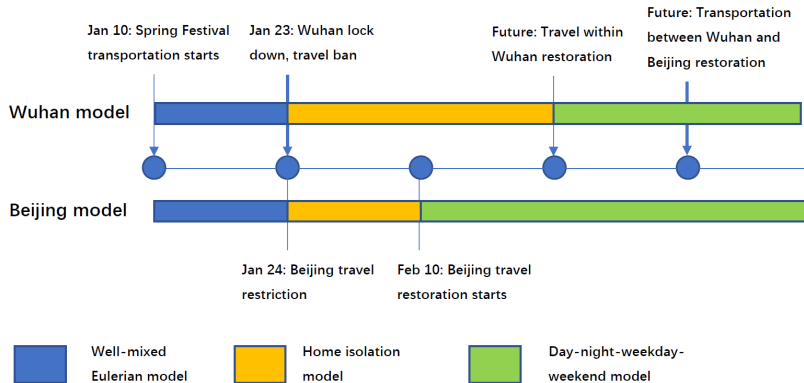 Jan 10: Spring Festival
transportation starts
Jan 23: Wuhan lock
down, travel ban
Future: Travel within
Wuhan restoration
Future: Transportation
between Wuhan and
Beijing restoration
Wuhan model
Beijing model
Jan 24: Beijing travel
restriction
Feb 10: Beijing travel
restoration starts
Well-mixed
Eulerian model
Home isolation
model
Day-night-weekday-
weekend model